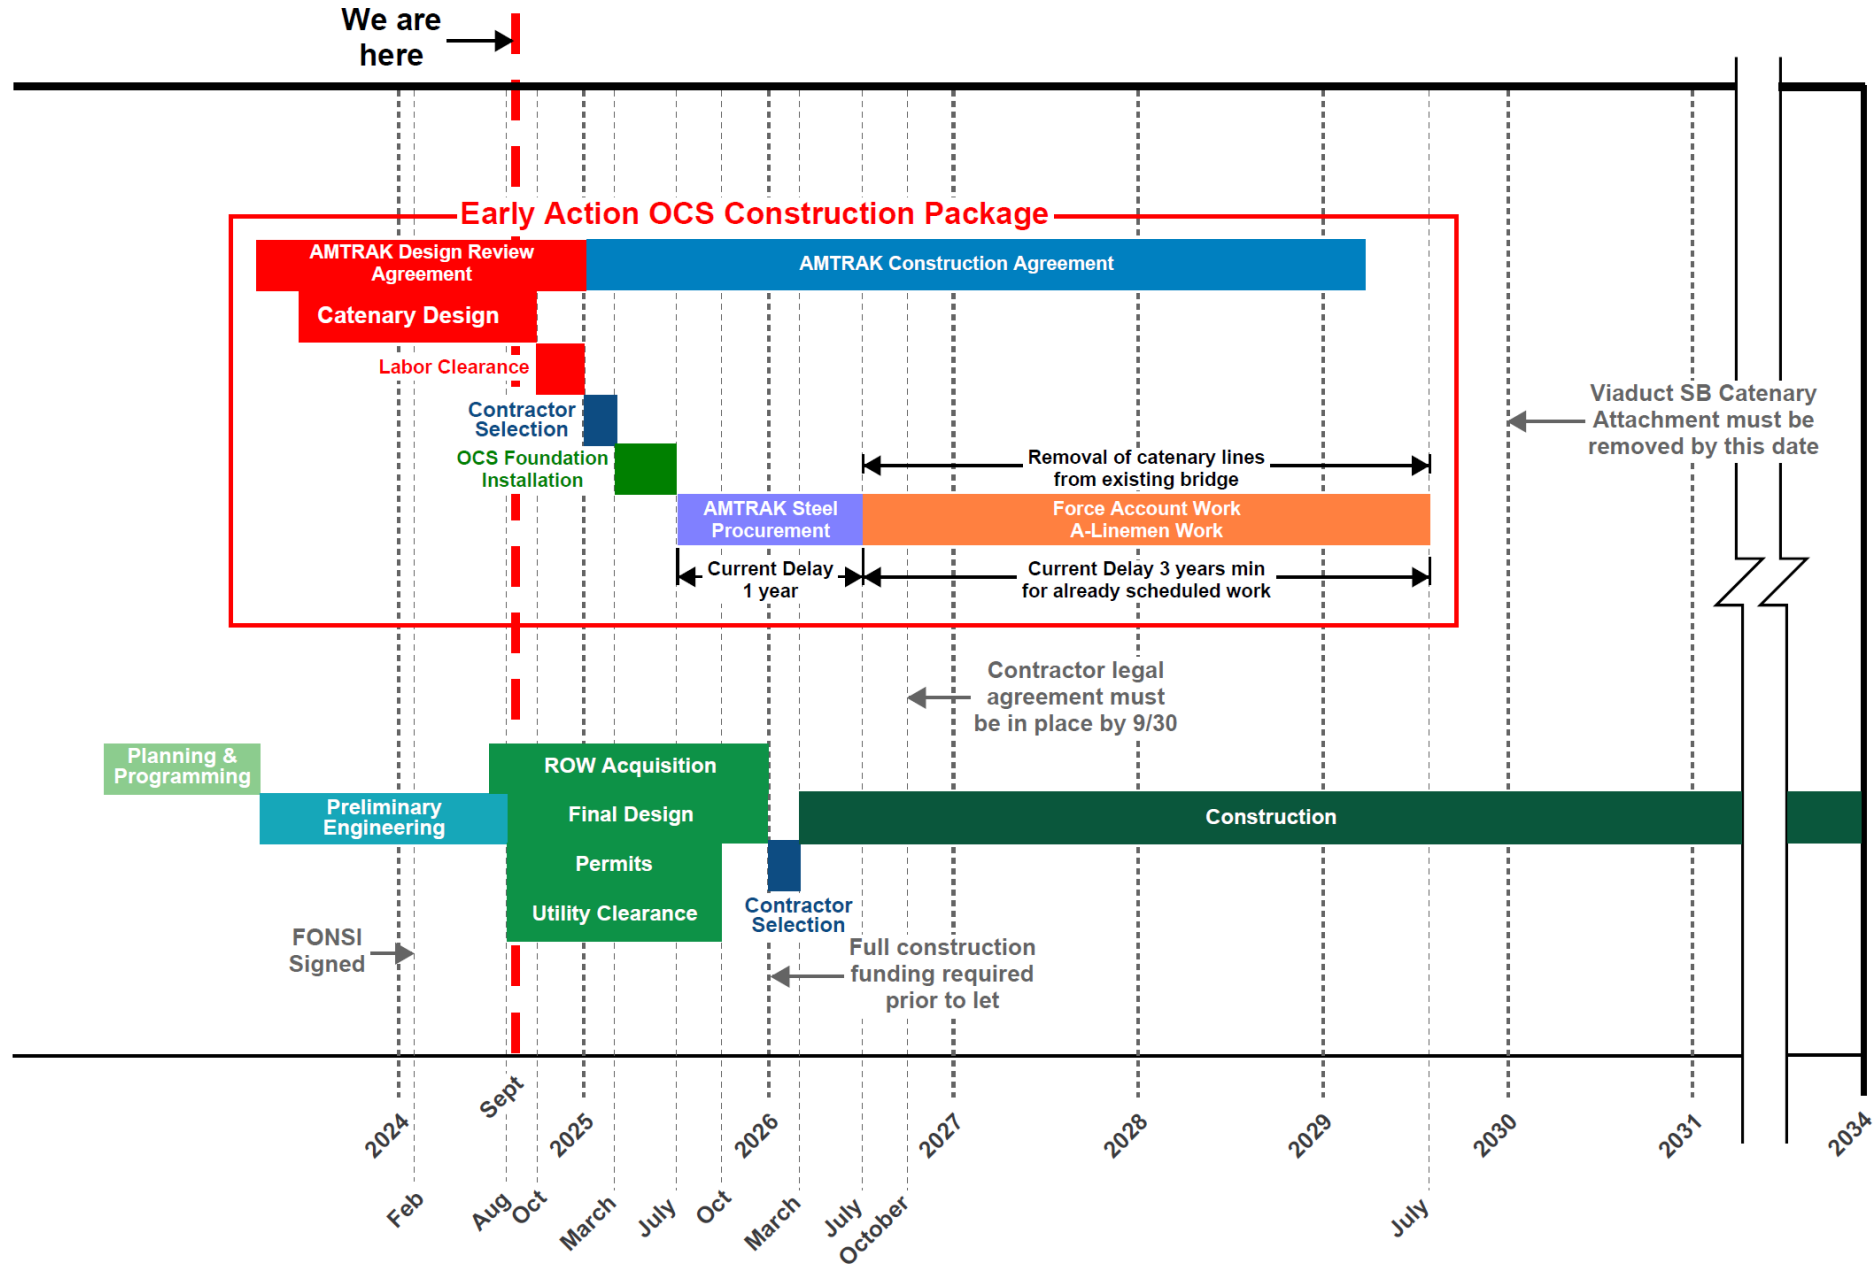 We are
here
Early Action OCS Construction Package
AMTRAK Design Review
Agreement
AMTRAK Construction Agreement
Catenary Design
Labor Clearance
Contractor
Selection
OCS Foundation
Installation
Removal of catenary lines
from existing bridge
AMTRAK Steel
Procurement
Force Account Work
A-Linemen Work
Current Delay
1 year
Current Delay 3 years min
for already scheduled work
Viaduct SB Catenary
Attachment must be
removed by this date
Contractor legal
agreement must
be in place by 9/30
Planning &
Programming
ROW Acquisition
Preliminary
Engineering
Final Design
Construction
Permits
Utility Clearance
Contractor
Selection
FONSI
Signed
Full construction
funding required
prior to let
Sept
2024
2025
2026
2027
2028
2029
2030
2031
2034
Feb
Aug
Oct
March
July
Oct
March
July
October
July